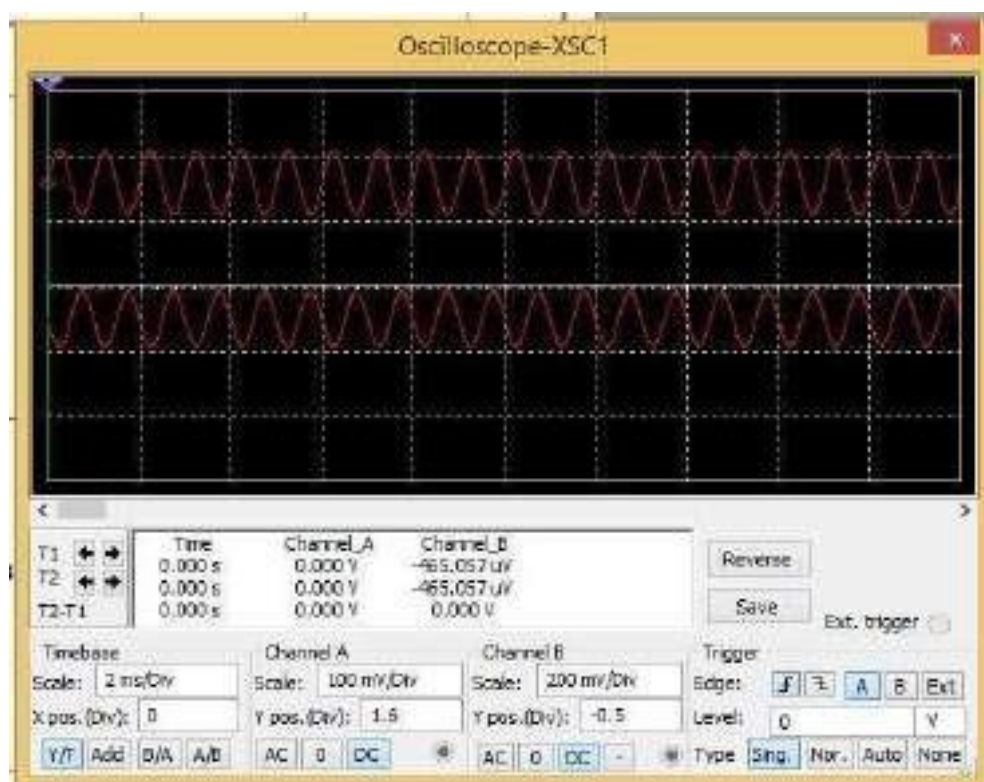 Oscilloscope-XSC1
T1
T2
T2-T1
Time Channel_A Channel_B
0.000 s 0.000 V -465.057 uV
0.000 s 0.000 V -465.057 uV
0.000 s 0.000 V 0.000 V
Reverse
Save
Ext. trigger
Timebase
Scale: 2 ms/Div
X pos.(Div): 0
Y/T Add B/A A/B
Channel A
Scale: 100 mV/Div
Y pos.(Div): 1.6
AC 0 DC
Channel B
Scale: 200 mV/Div
Y pos.(Div): -0.5
AC 0 DC -
Trigger
Edge: A B Ext
Level: 0 V
Type Sing. Nor. Auto None